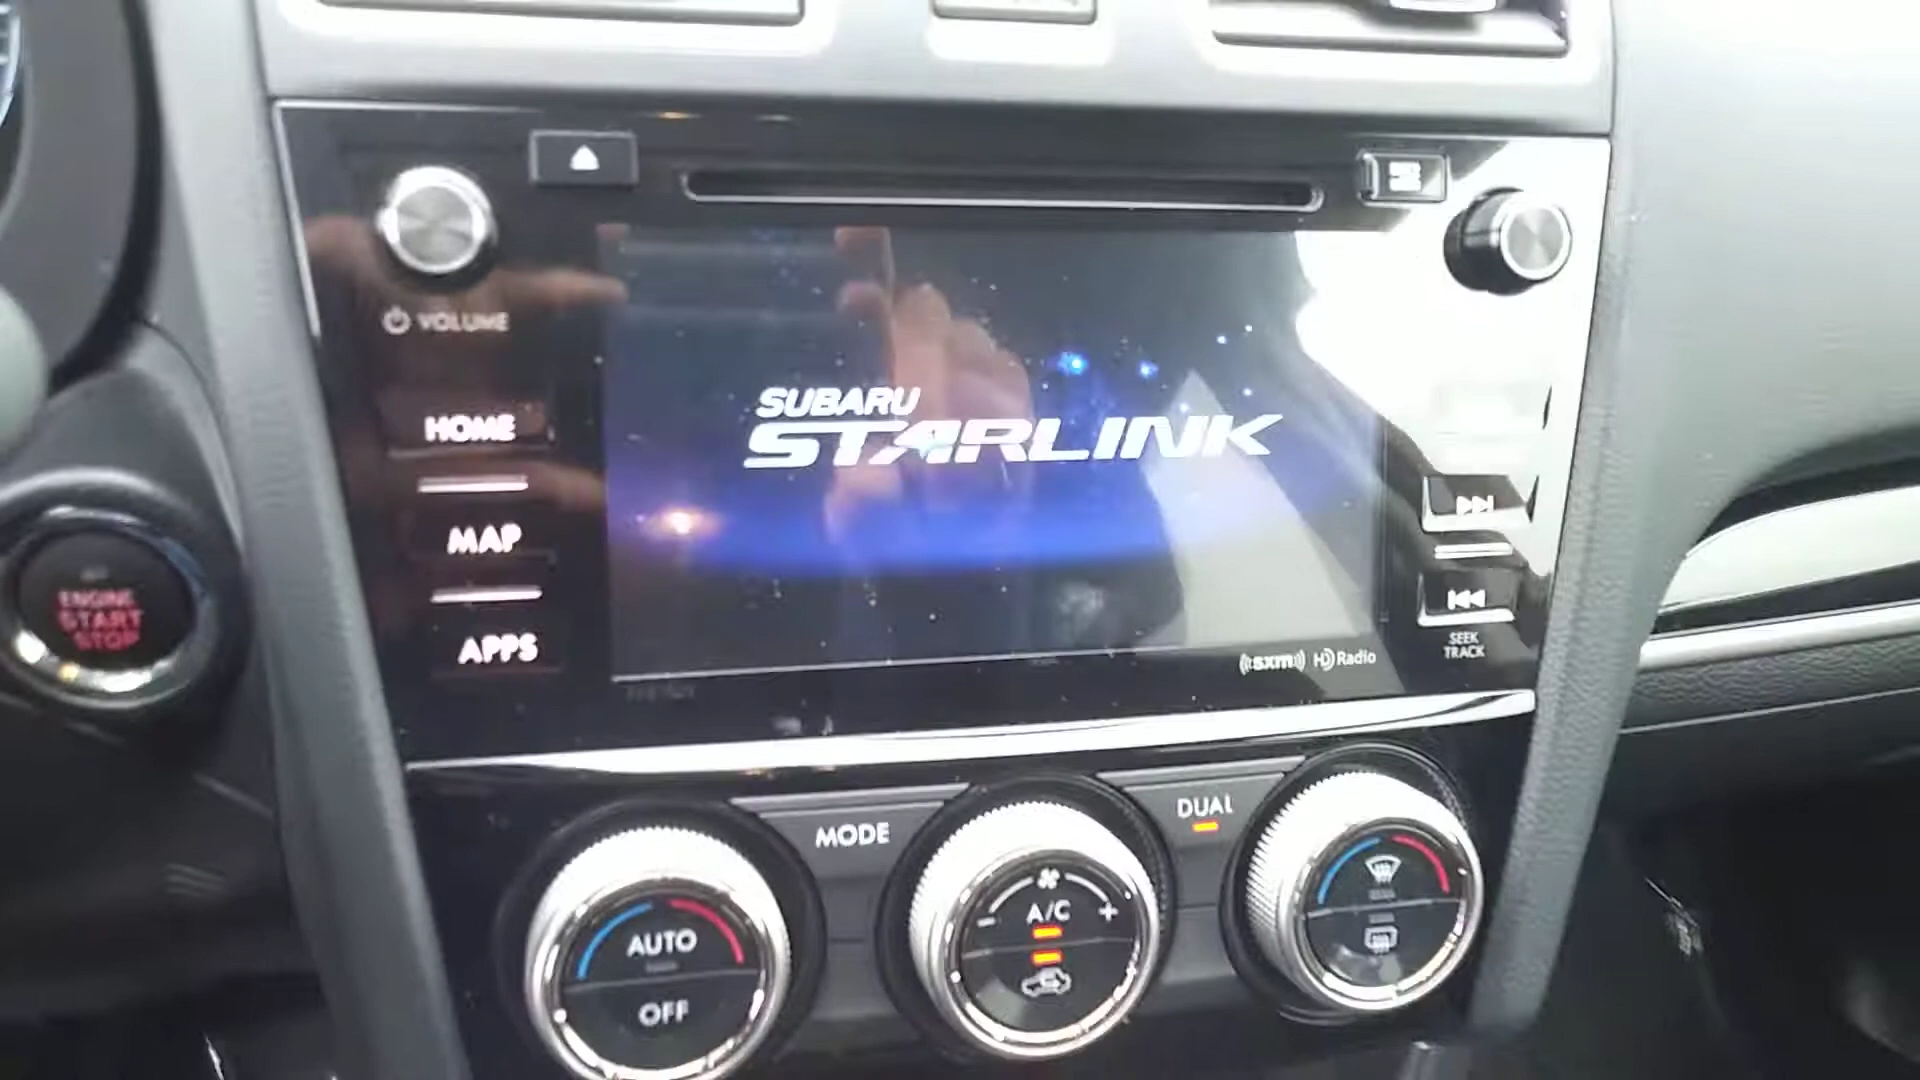 VOLUME
HOME
MAP
APPS
SUBARU
STARLINK
SEEK
TRACK
((sxm)) HD Radio
ENGINE
START
STOP
MODE
DUAL
AUTO
OFF
- A/C +